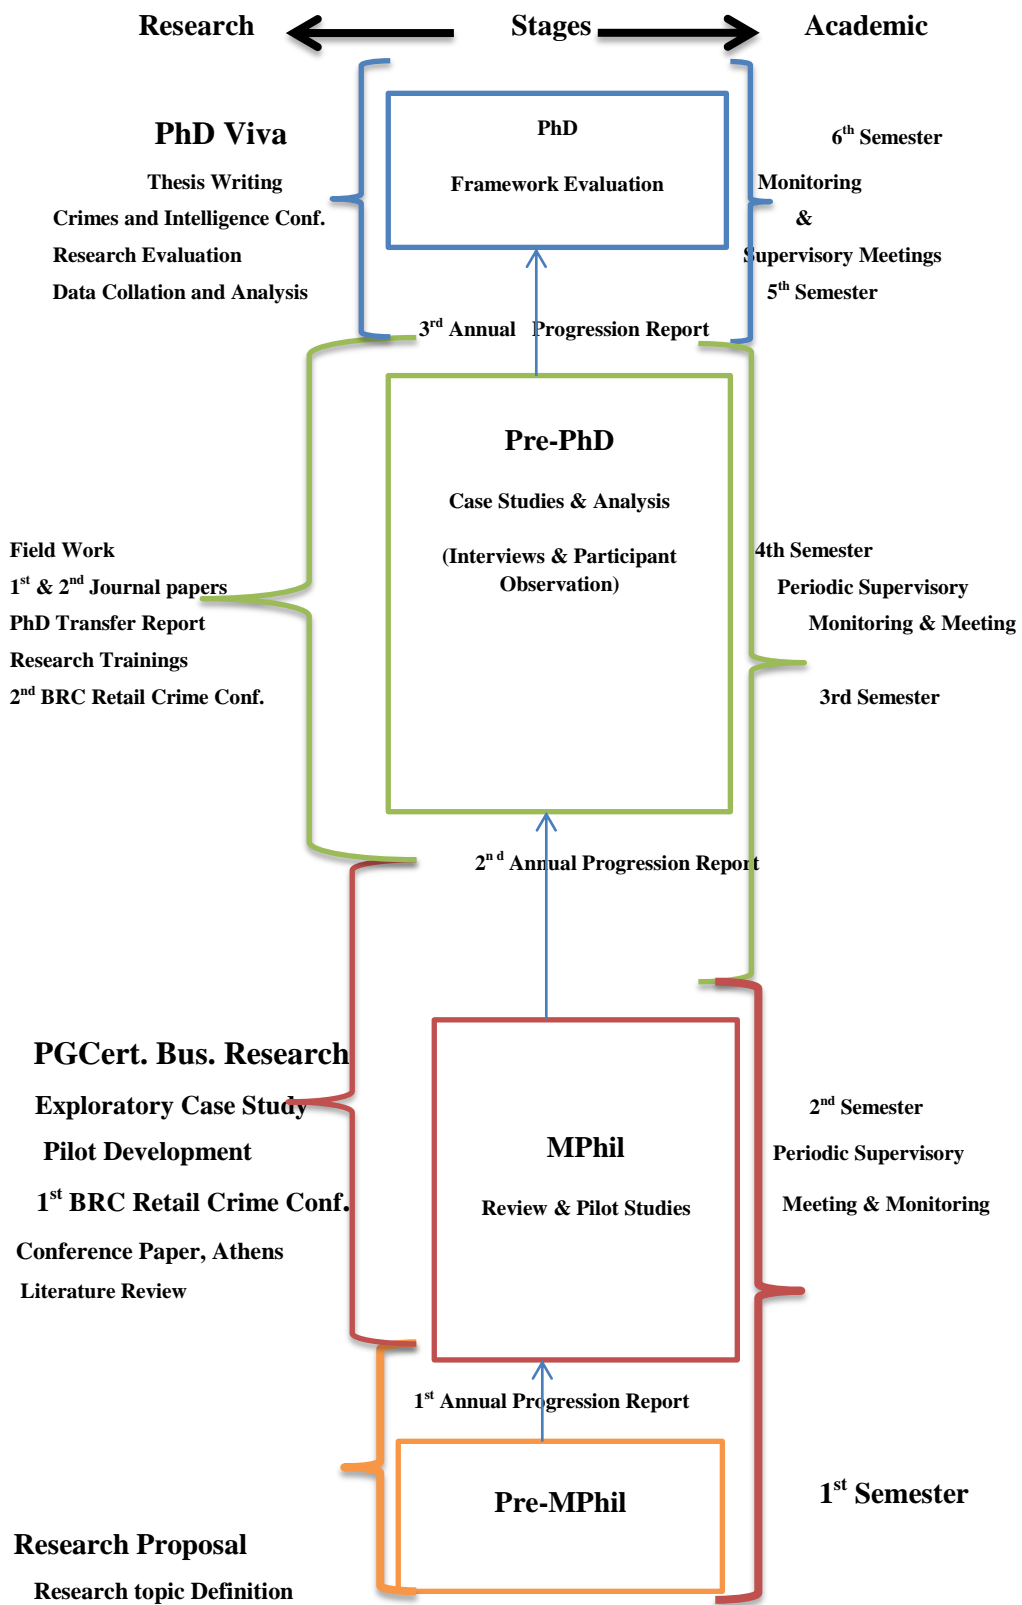 Research Stages Academic
PhD Viva
Thesis Writing
Crimes and Intelligence Conf.
Research Evaluation
Data Collation and Analysis
PhD
Framework Evaluation
6th Semester
Monitoring
&
Supervisory Meetings
5th Semester
3rd Annual Progression Report
Field Work
1st & 2nd Journal papers
PhD Transfer Report
Research Trainings
2nd BRC Retail Crime Conf.
Pre-PhD
Case Studies & Analysis
(Interviews & Participant
Observation)
4th Semester
Periodic Supervisory
Monitoring & Meeting
3rd Semester
2nd Annual Progression Report
PGCert. Bus. Research
Exploratory Case Study
Pilot Development
1st BRC Retail Crime Conf.
Conference Paper, Athens
Literature Review
MPhil
Review & Pilot Studies
2nd Semester
Periodic Supervisory
Meeting & Monitoring
1st Annual Progression Report
Pre-MPhil
1st Semester
Research Proposal
Research topic Definition